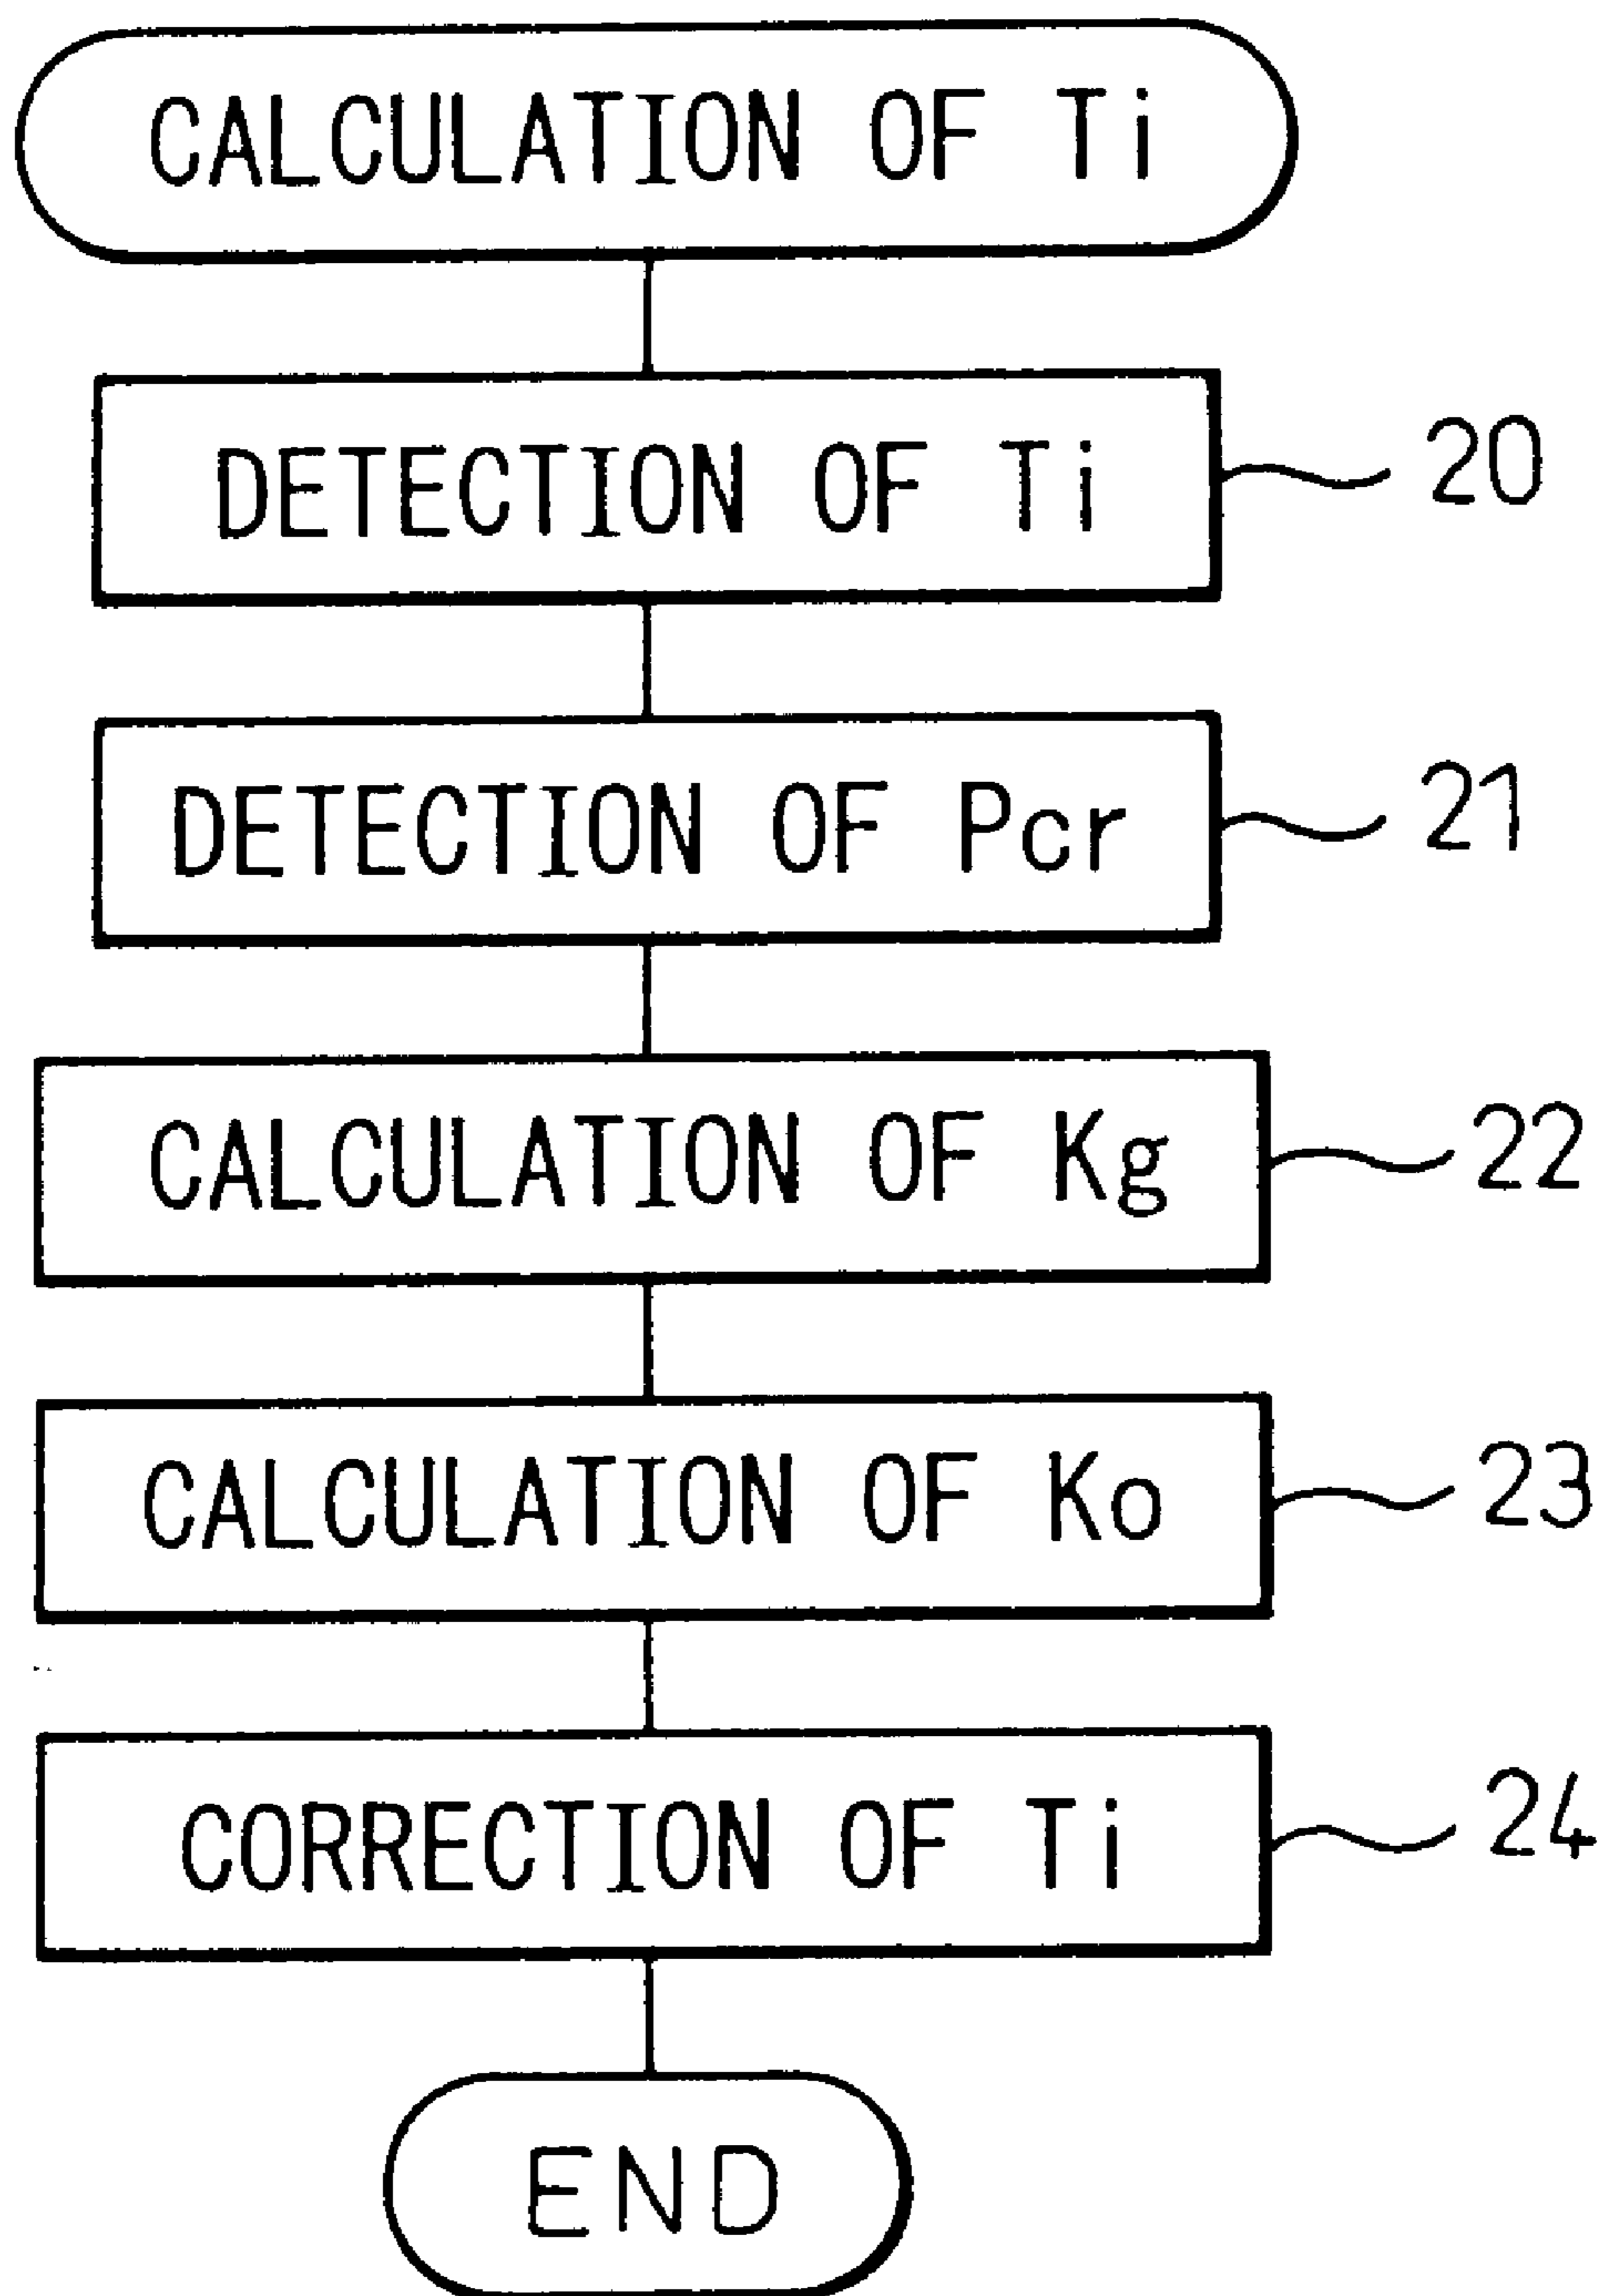 CALCULATION OF Ti
DETECTION OF Ti 20
DETECTION OF Pcr 21
CALCULATION OF Kg 22
CALCULATION OF Ko 23
CORRECTION OF Ti 24
END